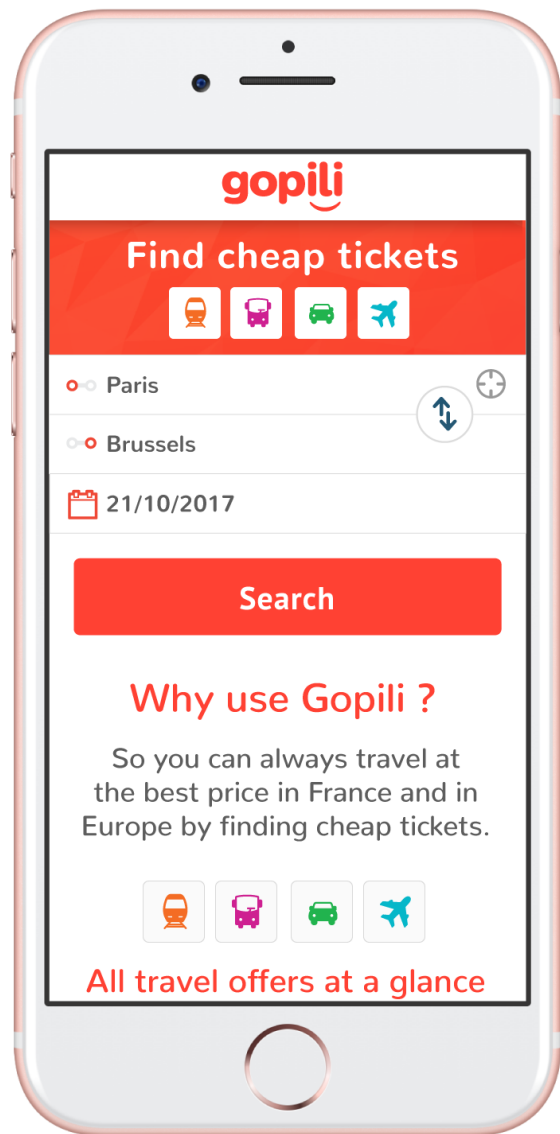 gopili
Find cheap tickets
Paris
Brussels
21/10/2017
Search
Why use Gopili ?
So you can always travel at
the best price in France and in
Europe by finding cheap tickets.
All travel offers at a glance